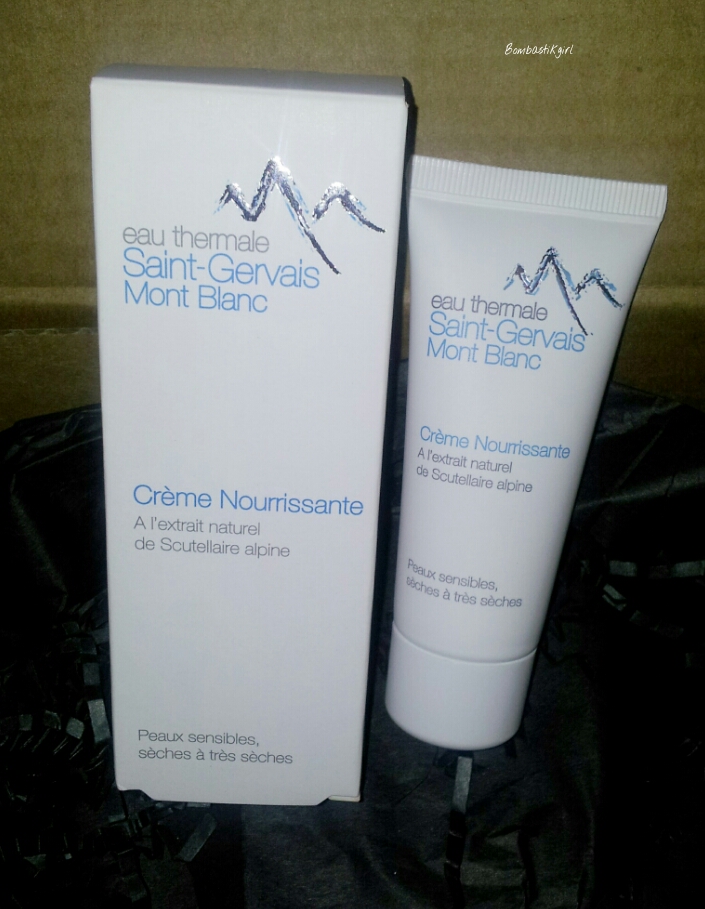 BombastiKgirl
eau thermale
Saint-Gervais
Mont Blanc
Crème Nourrissante
A l'extrait naturel
de Scutellaire alpine
Peaux sensibles,
sèches à très sèches
eau thermale
Saint-Gervais
Mont Blanc
Crème Nourrissante
A l'extrait naturel
de Scutellaire alpine
Peaux sensibles,
sèches à très sèches